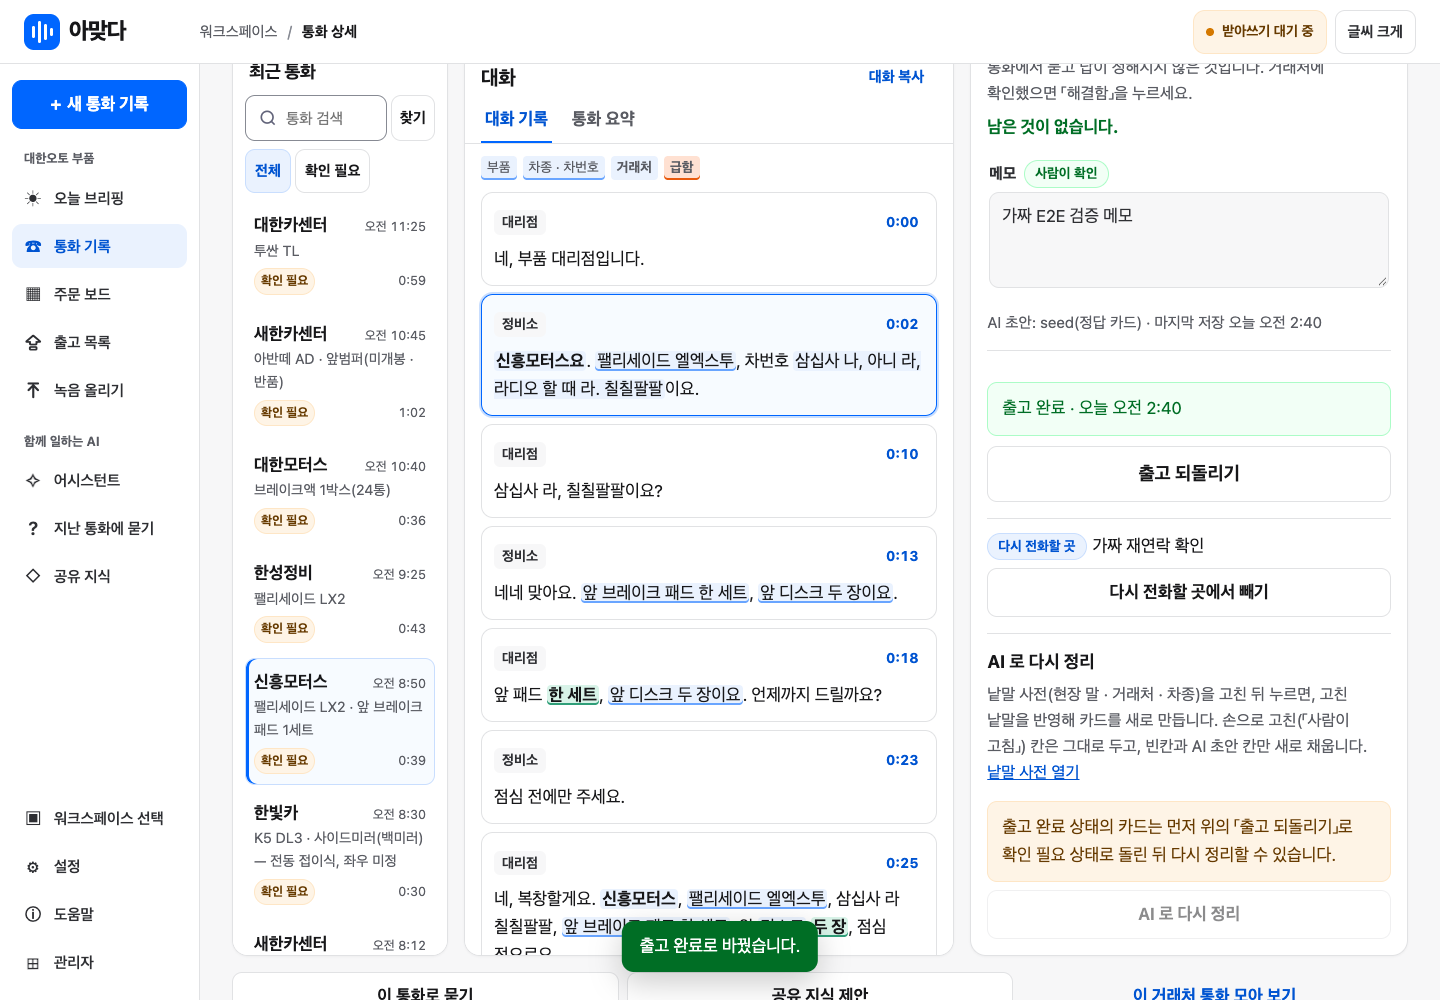 아맞다
워크스페이스 / 통화 상세
받아쓰기 대기 중
글씨 크게
+ 새 통화 기록
대한오토 부품
오늘 브리핑
통화 기록
주문 보드
출고 목록
녹음 올리기
함께 일하는 AI
어시스턴트
? 지난 통화에 묻기
공유 지식
워크스페이스 선택
설정
도움말
관리자
최근 통화
통화 검색
찾기
전체
확인 필요
대한카센터 오전 11:25
투싼 TL
확인 필요 0:59
새한카센터 오전 10:45
아반떼 AD · 앞범퍼(미개봉 ·
반품)
확인 필요 1:02
대한모터스 오전 10:40
브레이크액 1박스(24통)
확인 필요 0:36
한성정비 오전 9:25
팰리세이드 LX2
확인 필요 0:43
신흥모터스 오전 8:50
팰리세이드 LX2 · 앞 브레이크
패드 1세트
확인 필요 0:39
한빛카 오전 8:30
K5 DL3 · 사이드미러(백미러)
— 전동 접이식, 좌우 미정
확인 필요 0:30
새한카센터 오전 8:12
대화
대화 복사
대화 기록
통화 요약
부품
차종 · 차번호
거래처
급함
대리점 0:00
네, 부품 대리점입니다.
정비소 0:02
신흥모터스요. 팰리세이드 엘엑스투, 차번호 삼십사 나, 아니 라,
라디오 할 때 라. 칠칠팔팔이요.
대리점 0:10
삼십사 라, 칠칠팔팔이요?
정비소 0:13
네네 맞아요. 앞 브레이크 패드 한 세트, 앞 디스크 두 장이요.
대리점 0:18
앞 패드 한 세트, 앞 디스크 두 장이요. 언제까지 드릴까요?
정비소 0:23
점심 전에만 주세요.
대리점 0:25
네, 복창할게요. 신흥모터스, 팰리세이드 엘엑스투, 삼십사 라
칠칠팔팔, 앞 브레이크 두 장, 점심
출고 완료로 바꿨습니다.
통화에서 묻고 답이 정해지지 않은 것입니다. 거래처에
확인했으면 「해결함」을 누르세요.
남은 것이 없습니다.
메모 사람이 확인
가짜 E2E 검증 메모
AI 초안: seed(정답 카드) · 마지막 저장 오늘 오전 2:40
출고 완료 · 오늘 오전 2:40
출고 되돌리기
다시 전화할 곳 가짜 재연락 확인
다시 전화할 곳에서 빼기
AI 로 다시 정리
낱말 사전(현장 말 · 거래처 · 차종)을 고친 뒤 누르면, 고친
낱말을 반영해 카드를 새로 만듭니다. 손으로 고친(「사람이
고침」) 칸은 그대로 두고, 빈칸과 AI 초안 칸만 새로 채웁니다.
낱말 사전 열기
출고 완료 상태의 카드는 먼저 위의 「출고 되돌리기」로
확인 필요 상태로 돌린 뒤 다시 정리할 수 있습니다.
AI 로 다시 정리
이 통화로 묻기
공유 지식 제안
이 거래처 통화 모아 보기